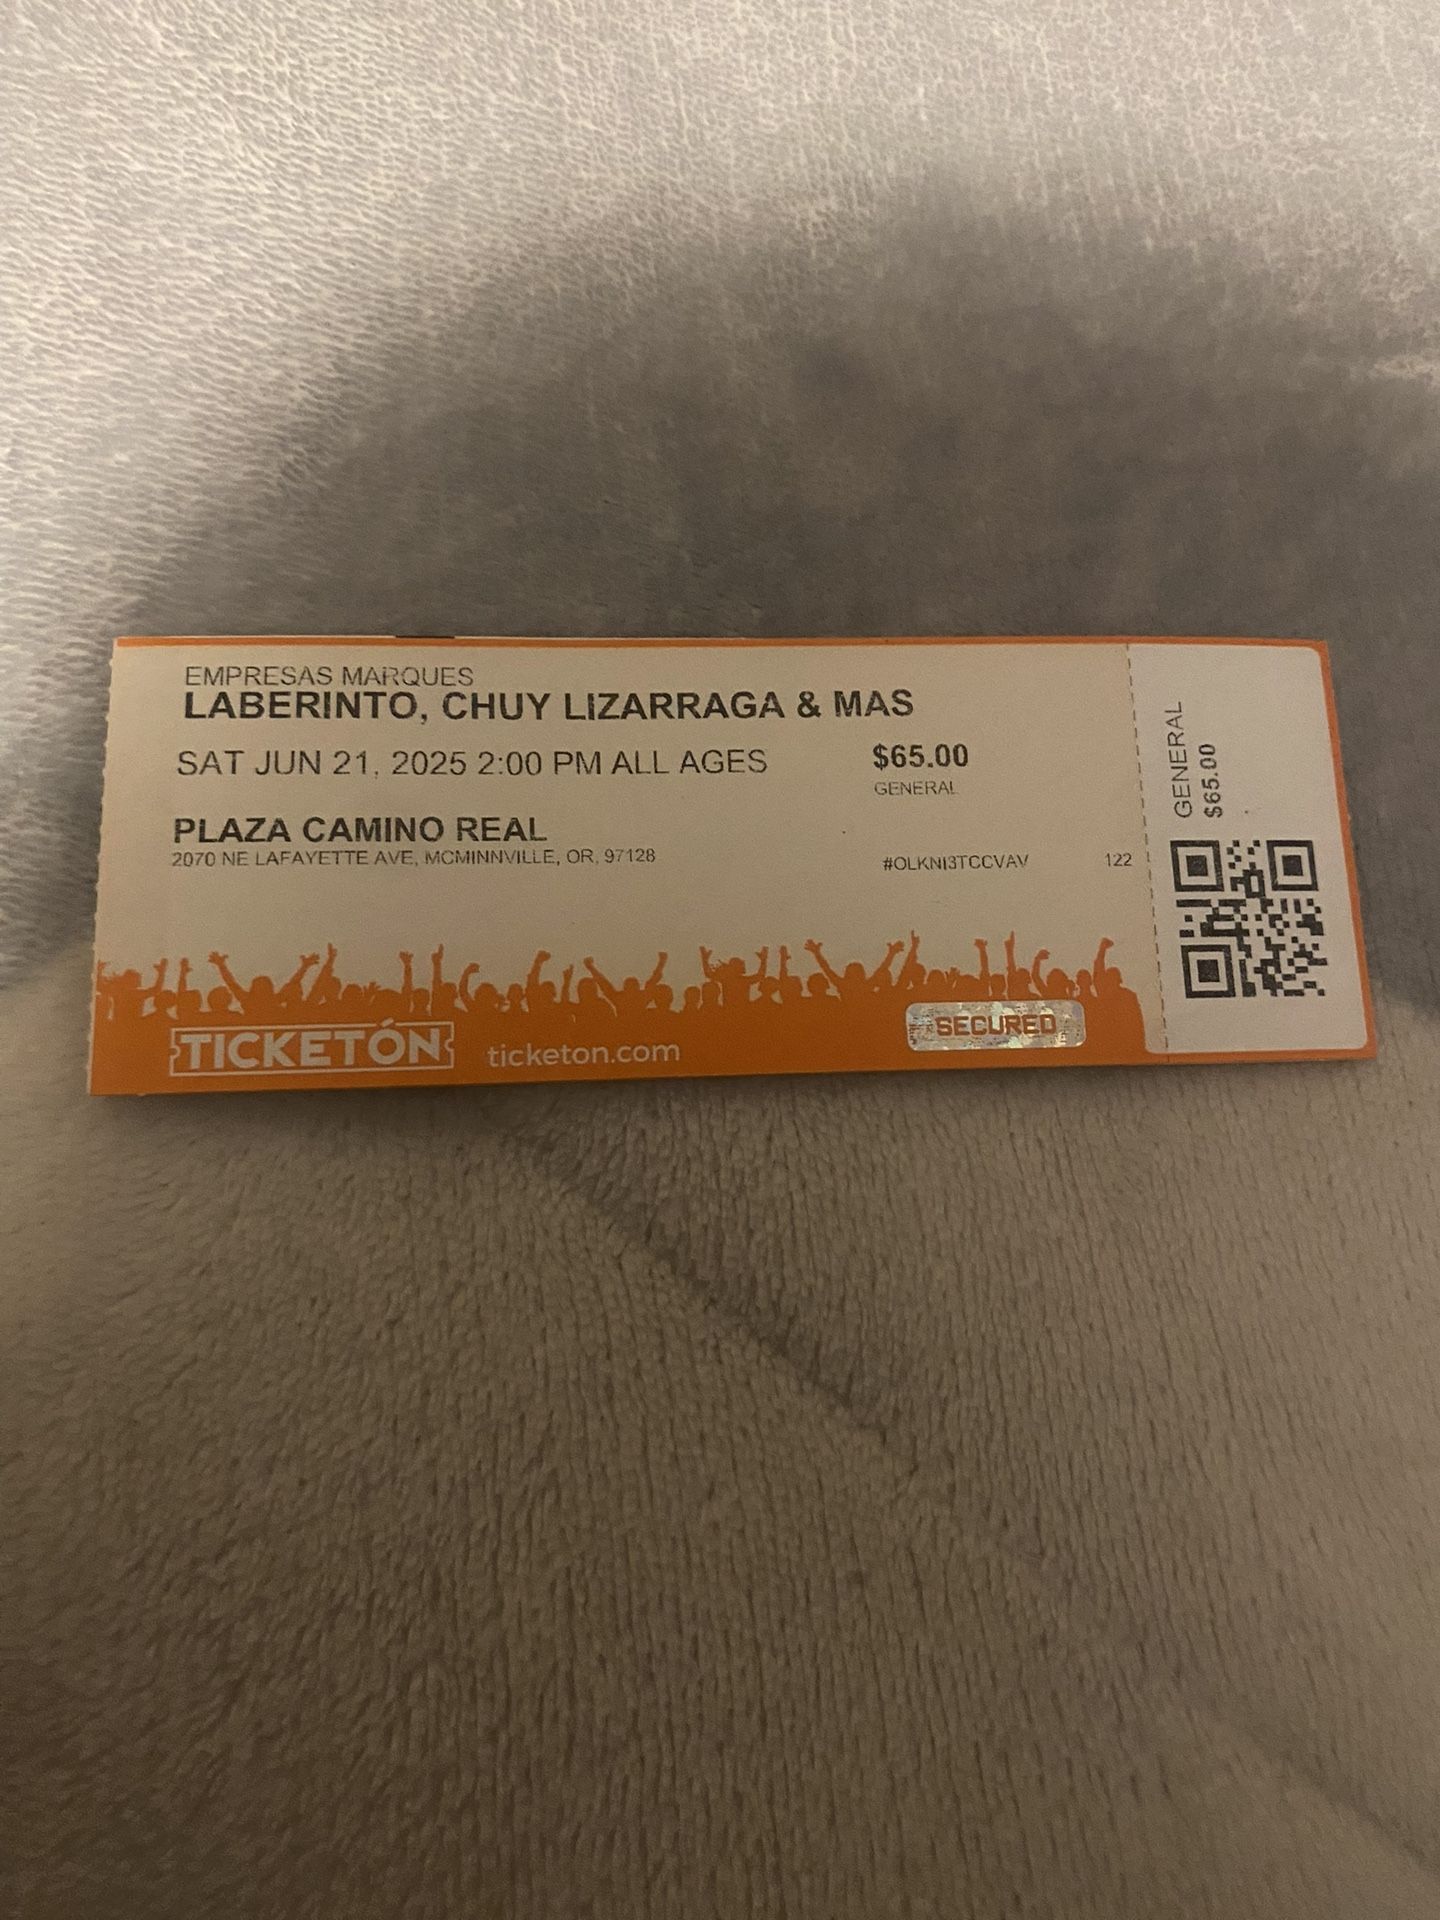 EMPRESAS MARQUES
LABERINTO, CHUY LIZARRAGA & MAS
SAT JUN 21, 2025 2:00 PM ALL AGES
$65.00
GENERAL
PLAZA CAMINO REAL
2070 NE LAFAYETTE AVE, MCMINNVILLE, OR, 97128
#OLKNI3TCCVAV
122
TICKETÓN
ticketon.com
SECURED
GENERAL
$65.00